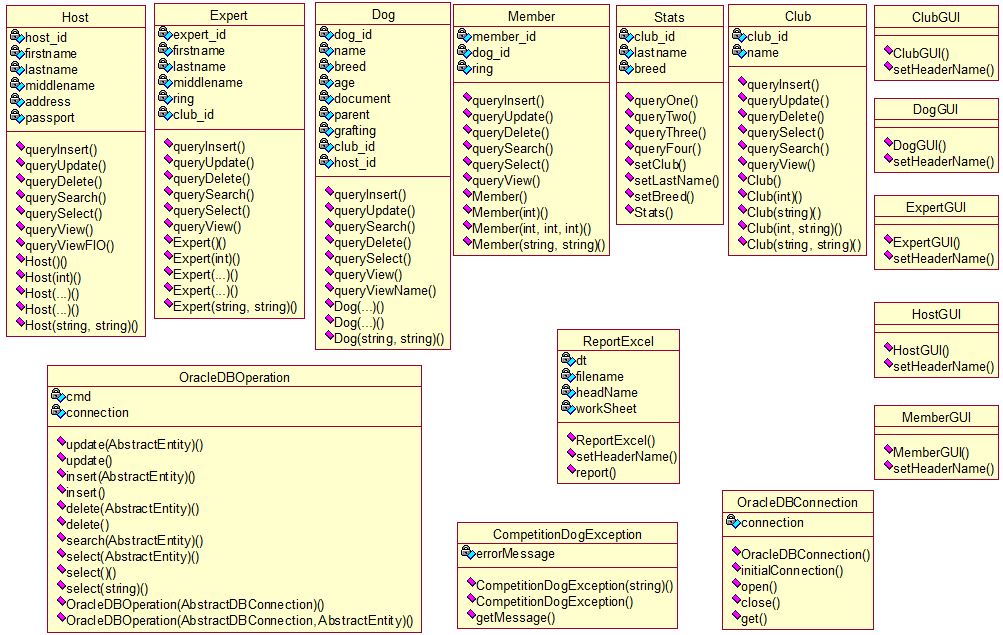 Host
host_id
firstname
lastname
middlename
address
passport
queryInsert()
queryUpdate()
queryDelete()
querySearch()
querySelect()
queryView()
queryViewFIO()
Host()()
Host(int)()
Host(...)()
Host(...)()
Host(string, string)()
Expert
expert_id
firstname
lastname
middlename
ring
club_id
queryInsert()
queryUpdate()
queryDelete()
querySearch()
querySelect()
queryView()
Expert()()
Expert(int)()
Expert(...)()
Expert(...)()
Expert(string, string)()
Dog
dog_id
name
breed
age
document
parent
grafting
club_id
host_id
queryInsert()
queryUpdate()
querySearch()
queryDelete()
querySelect()
queryView()
queryViewName()
Dog(...)()
Dog(...)()
Dog(string, string)()
Member
member_id
dog_id
ring
queryInsert()
queryUpdate()
queryDelete()
querySearch()
querySelect()
queryView()
Member()
Member(int)()
Member(int, int, int)()
Member(string, string)()
Stats
club_id
lastname
breed
queryOne()
queryTwo()
queryThree()
queryFour()
setClub()
setLastName()
setBreed()
Stats()
Club
club_id
name
queryInsert()
queryUpdate()
queryDelete()
querySelect()
querySearch()
queryView()
Club()
Club(int)()
Club(string)()
Club(int, string)()
Club(string, string)()
ClubGUI
ClubGUI()
setHeaderName()
DogGUI
DogGUI()
setHeaderName()
ExpertGUI
ExpertGUI()
setHeaderName()
HostGUI
HostGUI()
setHeaderName()
MemberGUI
MemberGUI()
setHeaderName()
OracleDBOperation
cmd
connection
update(AbstractEntity)()
update()
insert(AbstractEntity)()
insert()
delete(AbstractEntity)()
delete()
search(AbstractEntity)()
select(AbstractEntity)()
select()()
select(string)()
OracleDBOperation(AbstractDBConnection)()
OracleDBOperation(AbstractDBConnection,AbstractEntity)()
ReportExcel
dt
filename
headName
workSheet
ReportExcel()
setHeaderName()
report()
CompetitionDogException
errorMessage
CompetitionDogException(string)()
CompetitionDogException()
getMessage()
OracleDBConnection
connection
OracleDBConnection()
initialConnection()
open()
close()
get()